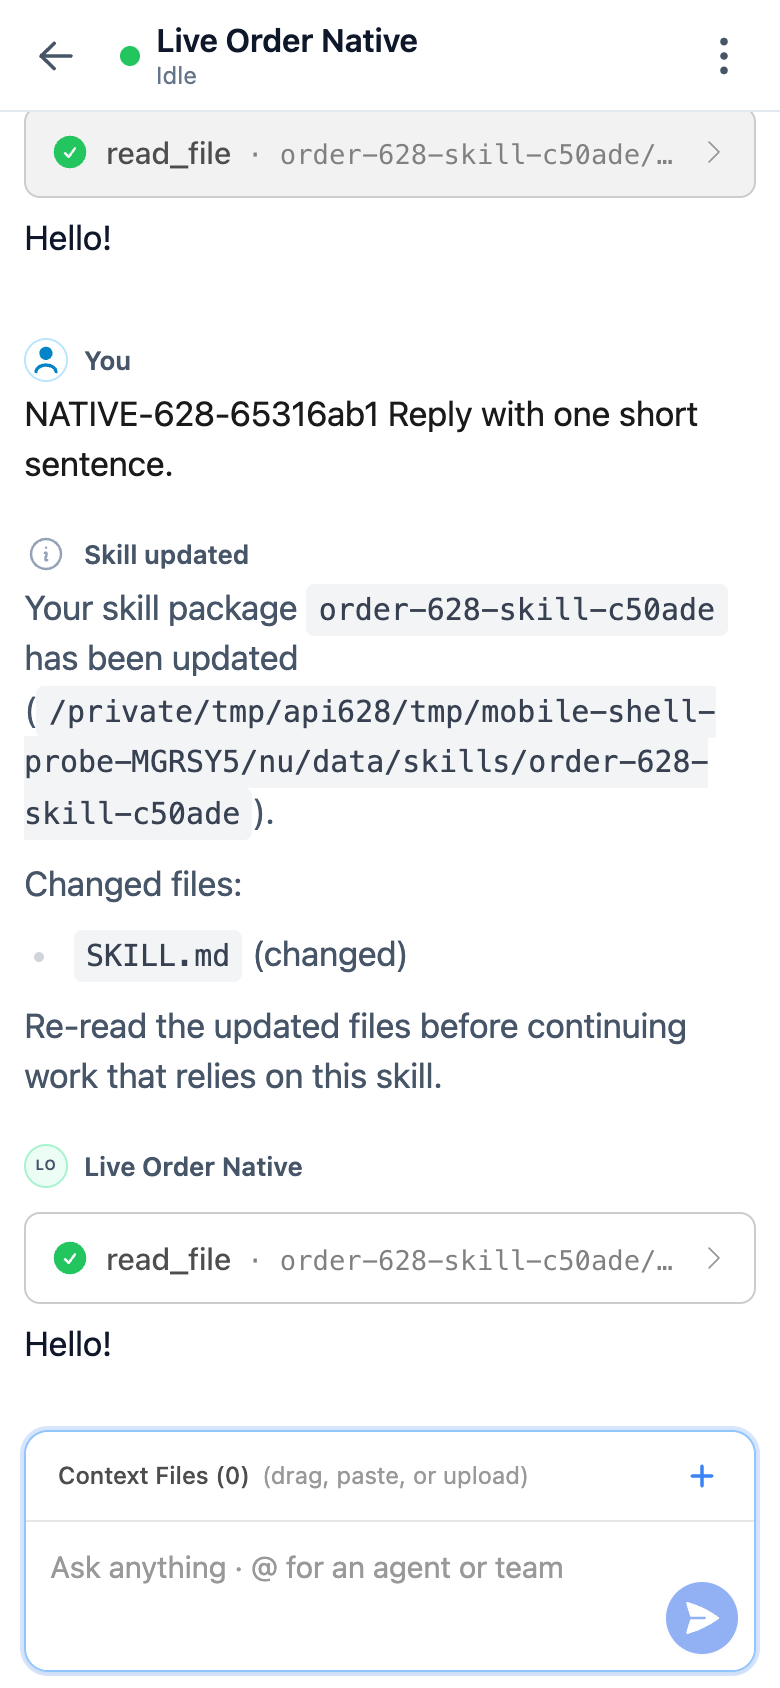 Live Order Native
Idle
read_file · order-628-skill-c50ade/…
Hello!
You
NATIVE-628-65316ab1 Reply with one short
sentence.
Skill updated
Your skill package order-628-skill-c50ade
has been updated
(/private/tmp/api628/tmp/mobile-shell-
probe-MGRSY5/nu/data/skills/order-628-
skill-c50ade).
Changed files:
• SKILL.md (changed)
Re-read the updated files before continuing
work that relies on this skill.
LO Live Order Native
read_file · order-628-skill-c50ade/…
Hello!
Context Files (0) (drag, paste, or upload)
Ask anything · @ for an agent or team